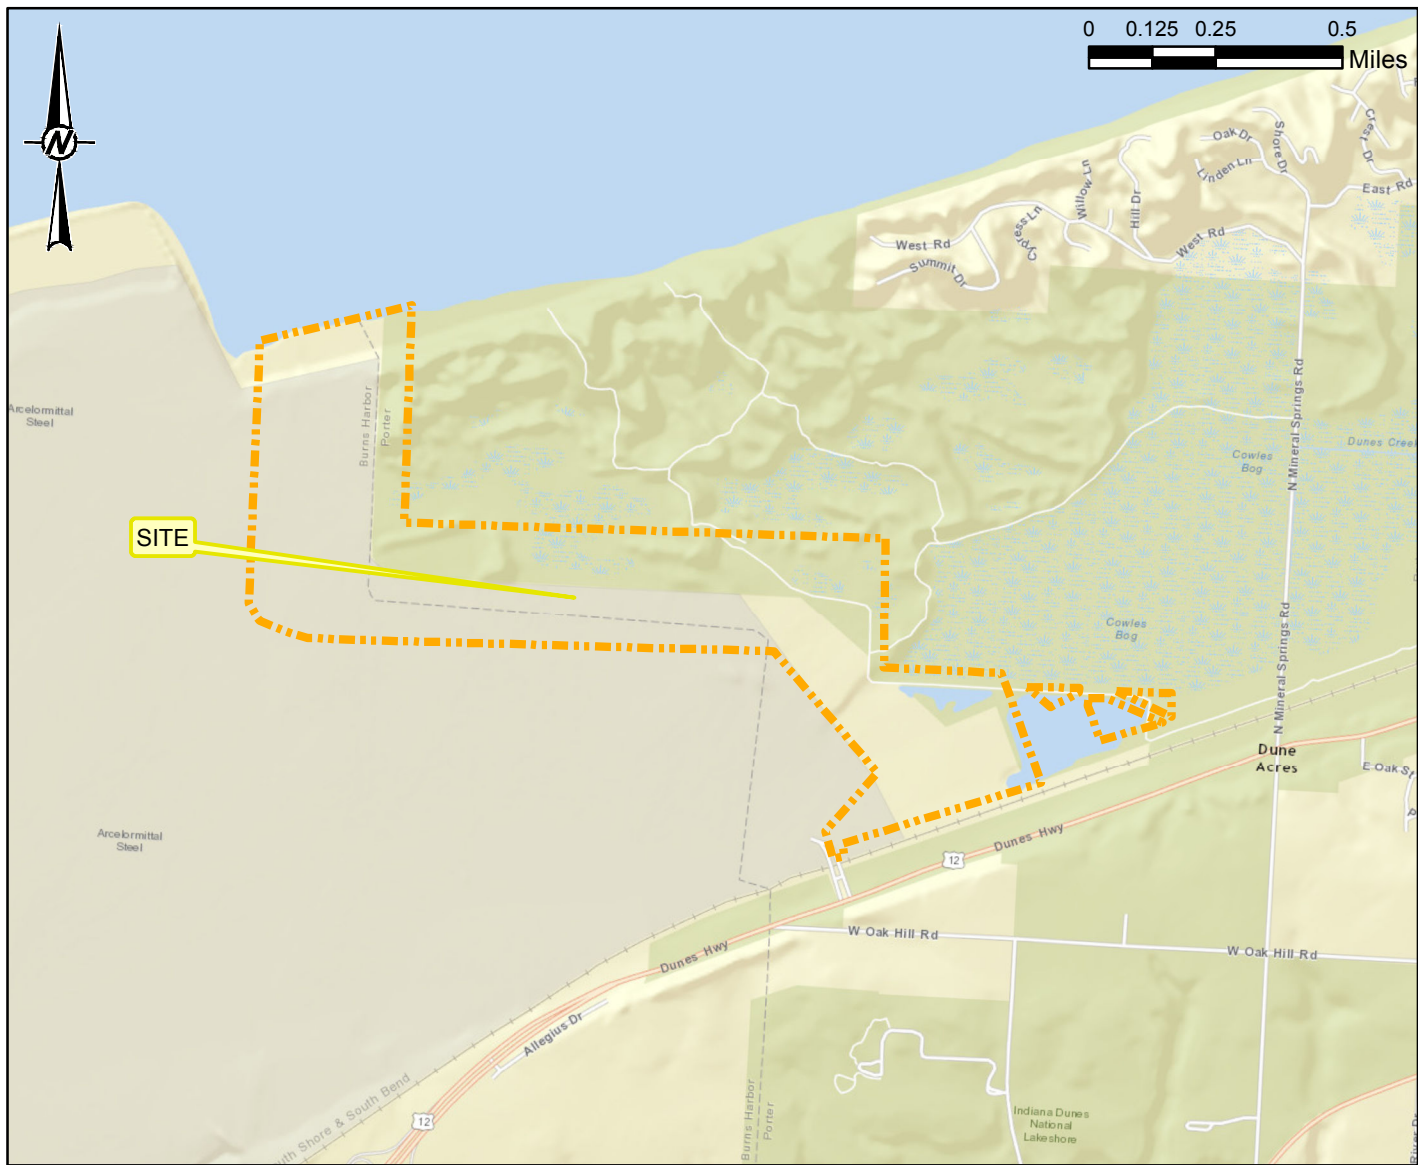 0 0.125 0.25 0.5
Miles
N
Oak Dr
Shore Dr
Crest Dr
Linden Ln
East Rd
Willow Ln
Hill Dr
Cypress Ln
West Rd
West Rd
Summit Dr
N Mineral Springs Rd
Arcelormittal
Steel
Burns Harbor
Porter
Dunes Creek
Cowles
Bog
SITE
Cowles
Bog
N Mineral Springs Rd
Dune
Acres
E Oak St
Arcelormittal
Steel
Dunes Hwy
12
W Oak Hill Rd
W Oak Hill Rd
Dunes Hwy
Allegius Dr
South Shore & South Bend
12
Burns Harbor
Porter
Indiana Dunes
National
Lakeshore
River Dr